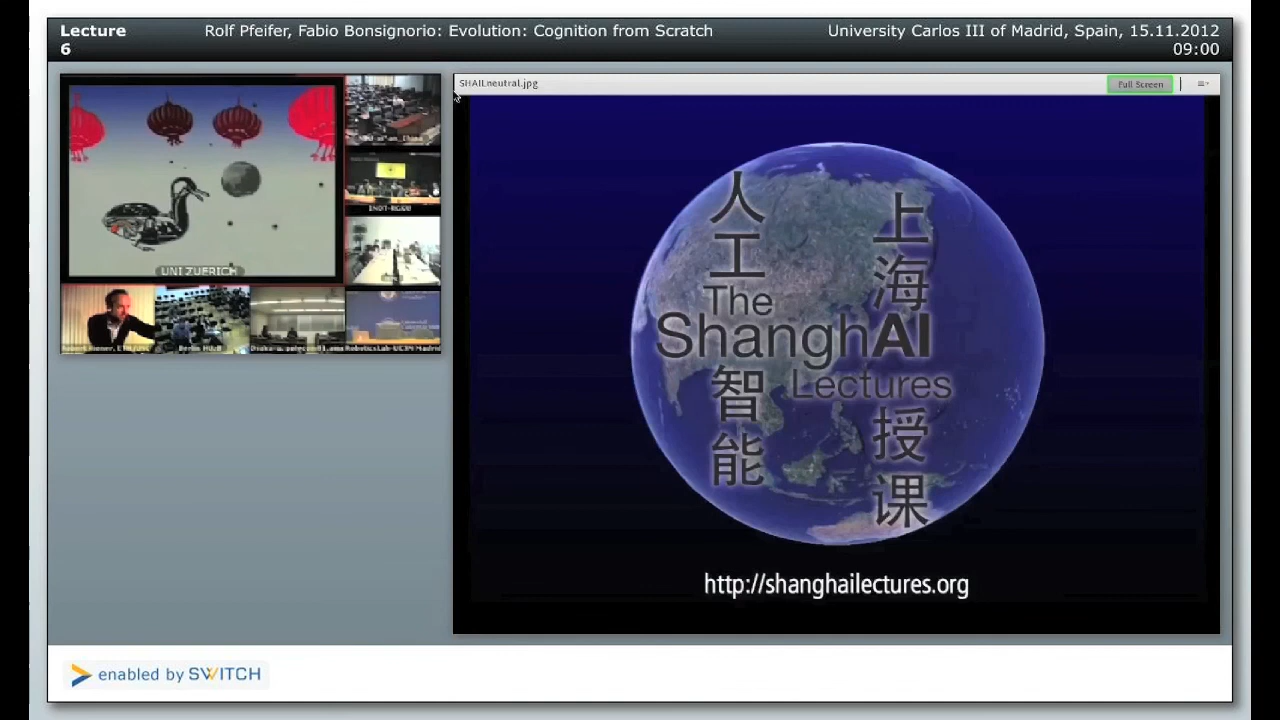 Lecture
6
Rolf Pfeifer, Fabio Bonsignorio: Evolution: Cognition from Scratch
University Carlos III of Madrid, Spain, 15.11.2012
09:00
SHAILneutral.jpg
Full Screen
UNI ZUERICH
人工智能
上海授课
The
ShanghAI
Lectures
http://shanghailectures.org
enabled by SWITCH